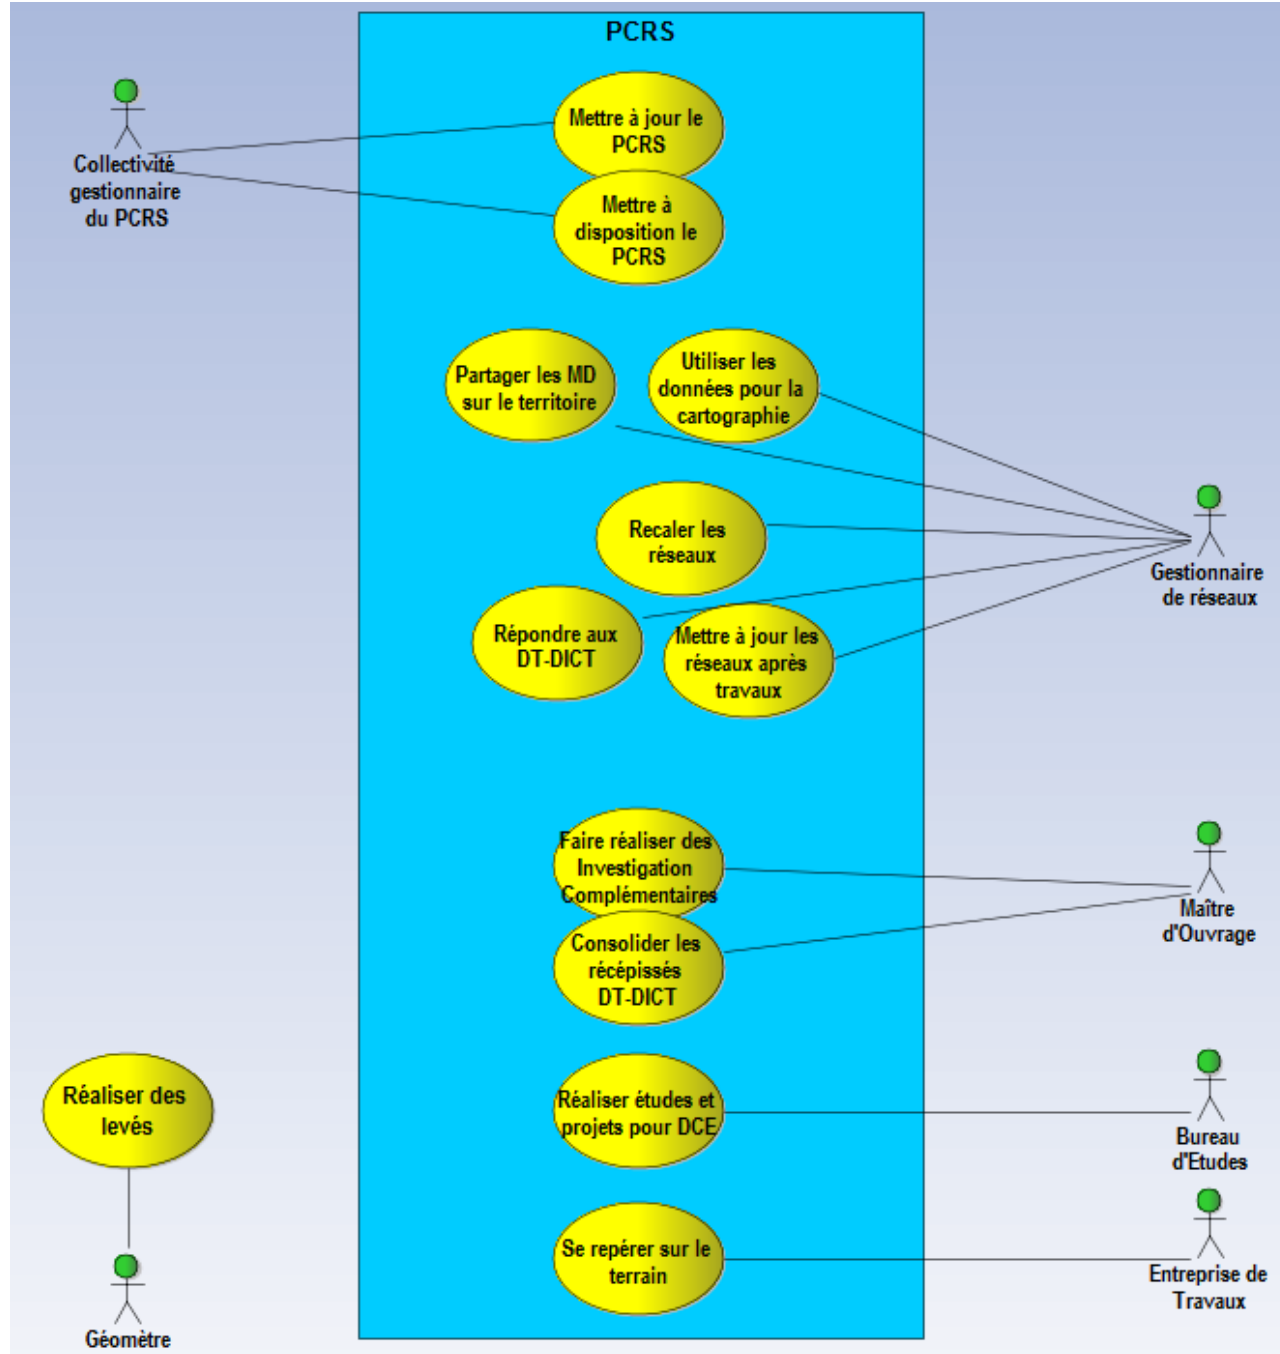 PCRS
Collectivité
gestionnaire
du PCRS
Mettre à jour le
PCRS
Mettre à
disposition le
PCRS
Partager les MD
sur le territoire
Utiliser les
données pour la
cartographie
Recaler les
réseaux
Gestionnaire
de réseaux
Répondre aux
DT-DICT
Mettre à jour les
réseaux après
travaux
Faire réaliser des
Investigation
Complémentaires
Maître
d'Ouvrage
Consolider les
récépissés
DT-DICT
Réaliser des
levés
Réaliser études et
projets pour DCE
Bureau
d'Etudes
Se repérer sur le
terrain
Entreprise de
Travaux
Géomètre